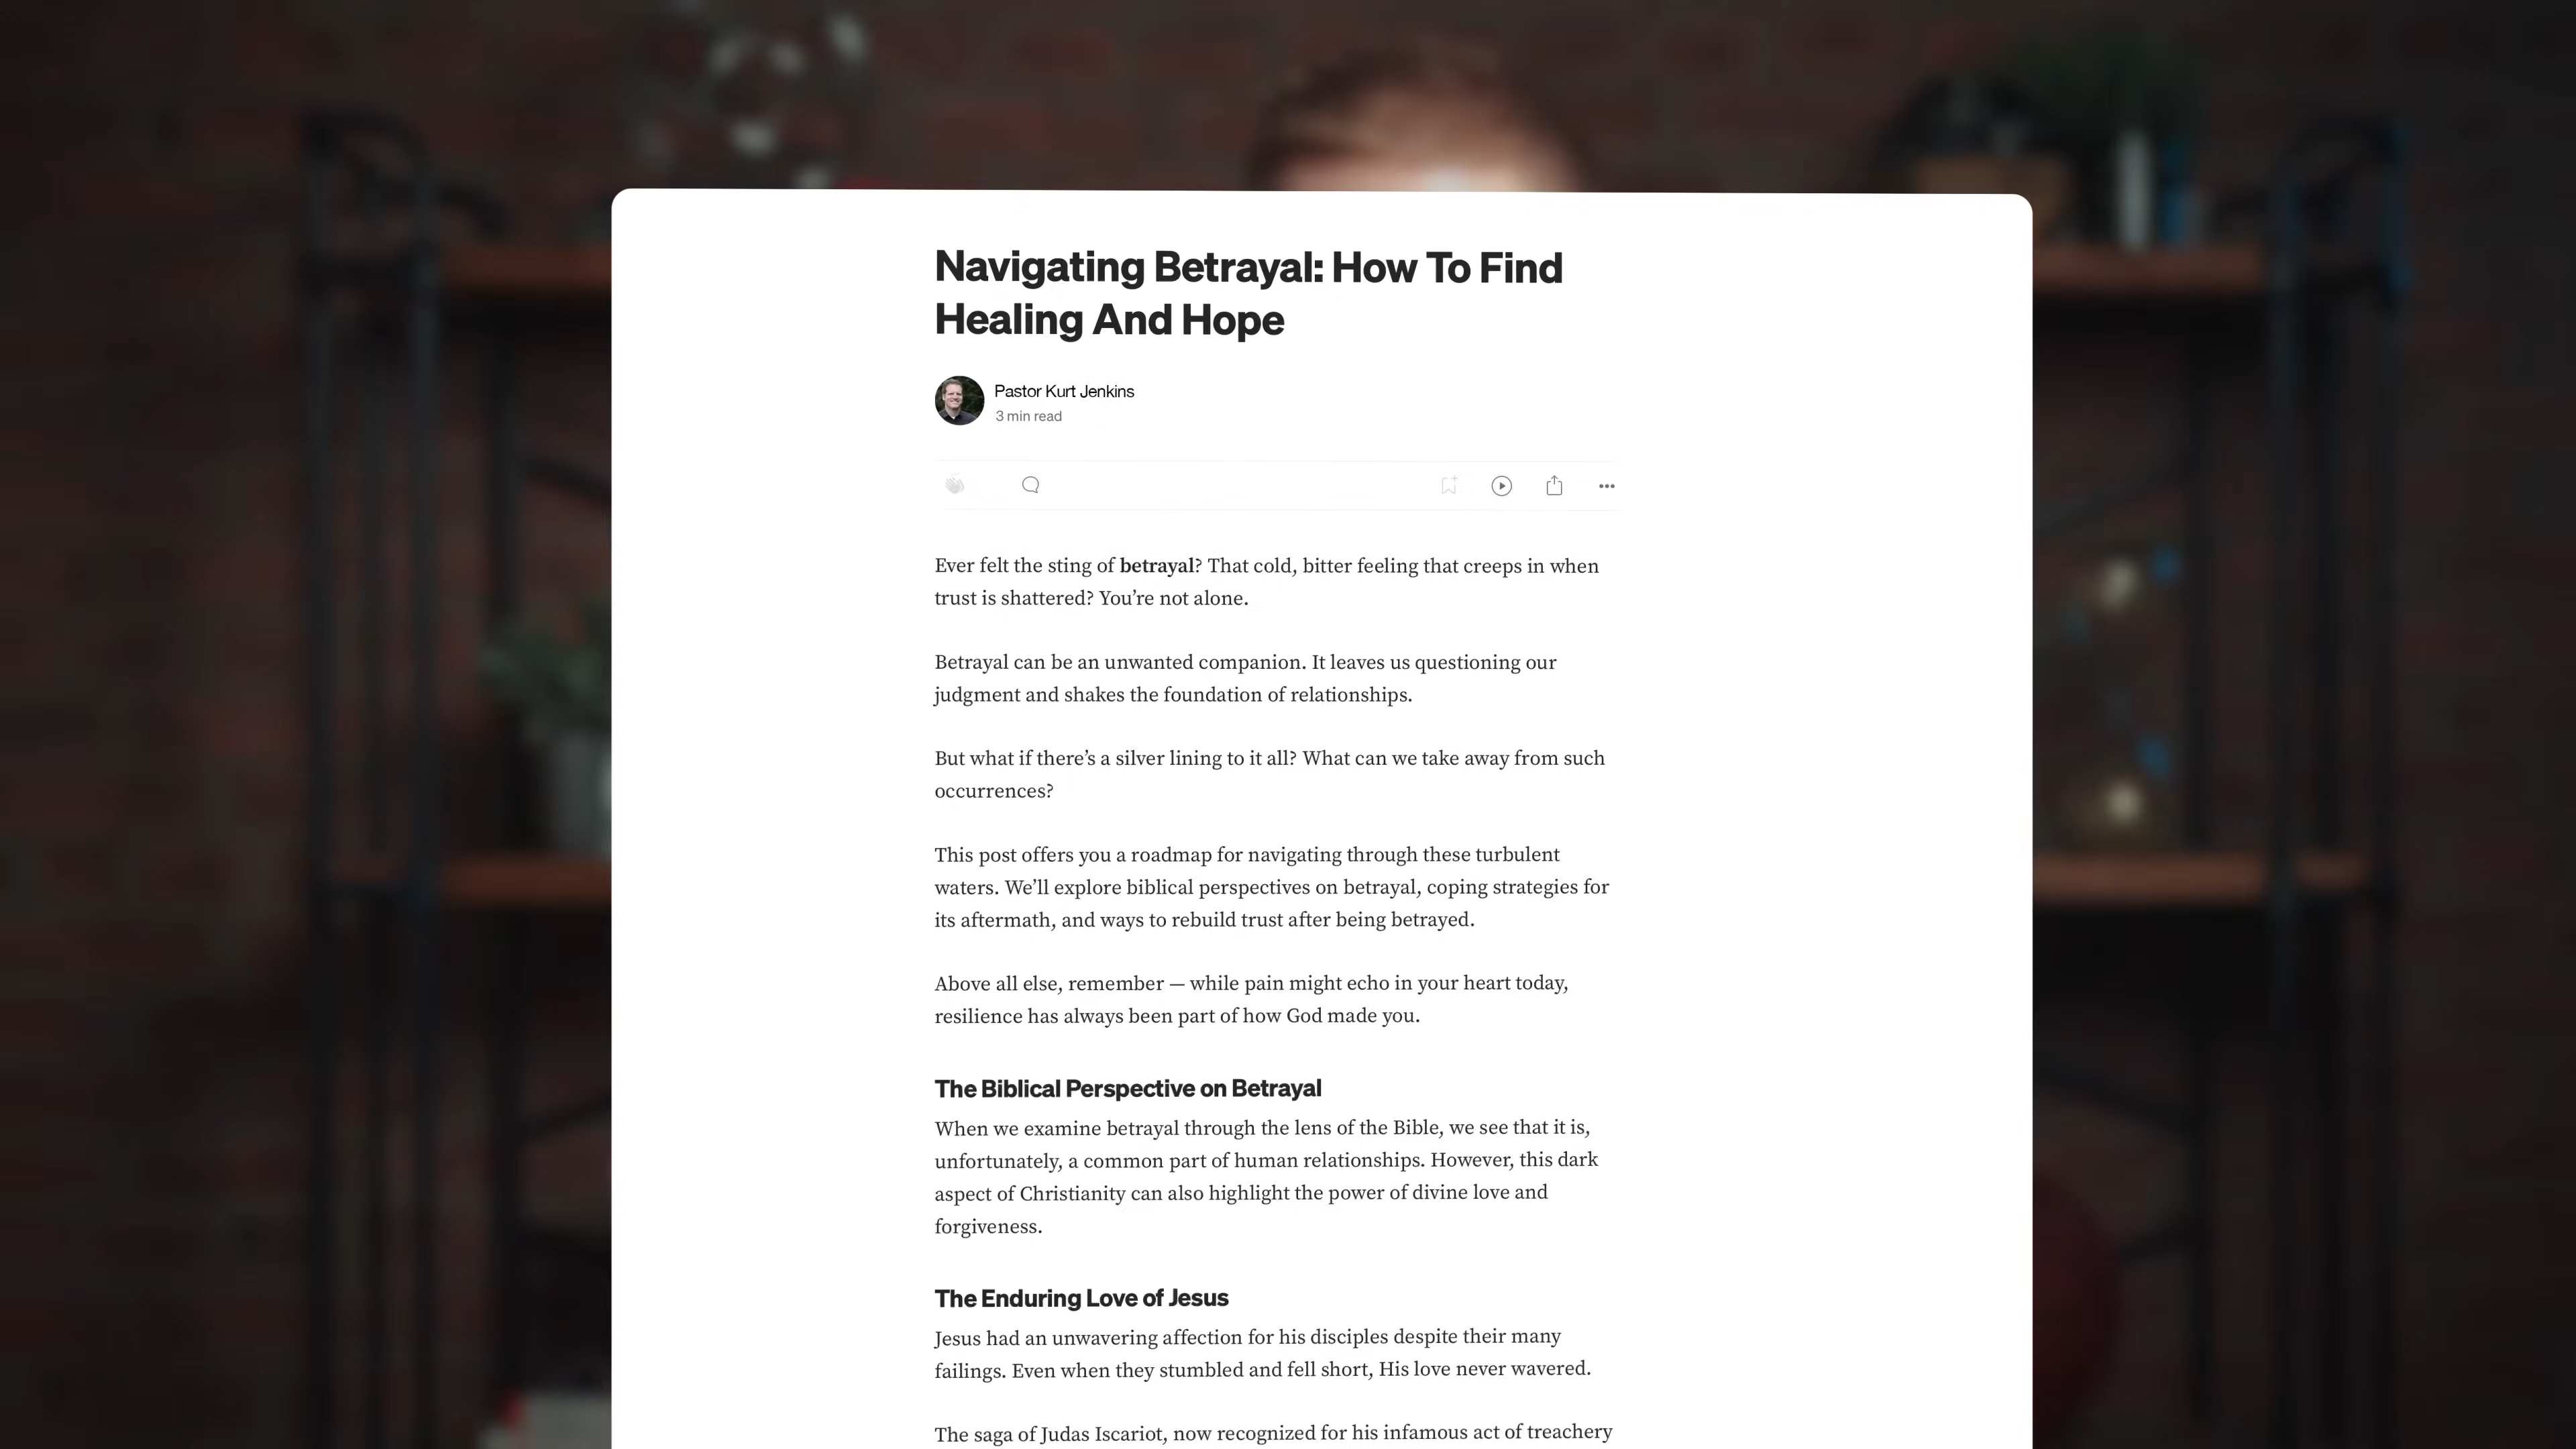 Navigating Betrayal: How To Find
Healing And Hope
Pastor Kurt Jenkins
3 min read
Ever felt the sting of betrayal? That cold, bitter feeling that creeps in when
trust is shattered? You’re not alone.
Betrayal can be an unwanted companion. It leaves us questioning our
judgment and shakes the foundation of relationships.
But what if there’s a silver lining to it all? What can we take away from such
occurrences?
This post offers you a roadmap for navigating through these turbulent
waters. We’ll explore biblical perspectives on betrayal, coping strategies for
its aftermath, and ways to rebuild trust after being betrayed.
Above all else, remember — while pain might echo in your heart today,
resilience has always been part of how God made you.
The Biblical Perspective on Betrayal
When we examine betrayal through the lens of the Bible, we see that it is,
unfortunately, a common part of human relationships. However, this dark
aspect of Christianity can also highlight the power of divine love and
forgiveness.
The Enduring Love of Jesus
Jesus had an unwavering affection for his disciples despite their many
failings. Even when they stumbled and fell short, His love never wavered.
The saga of Judas Iscariot, now recognized for his infamous act of treachery